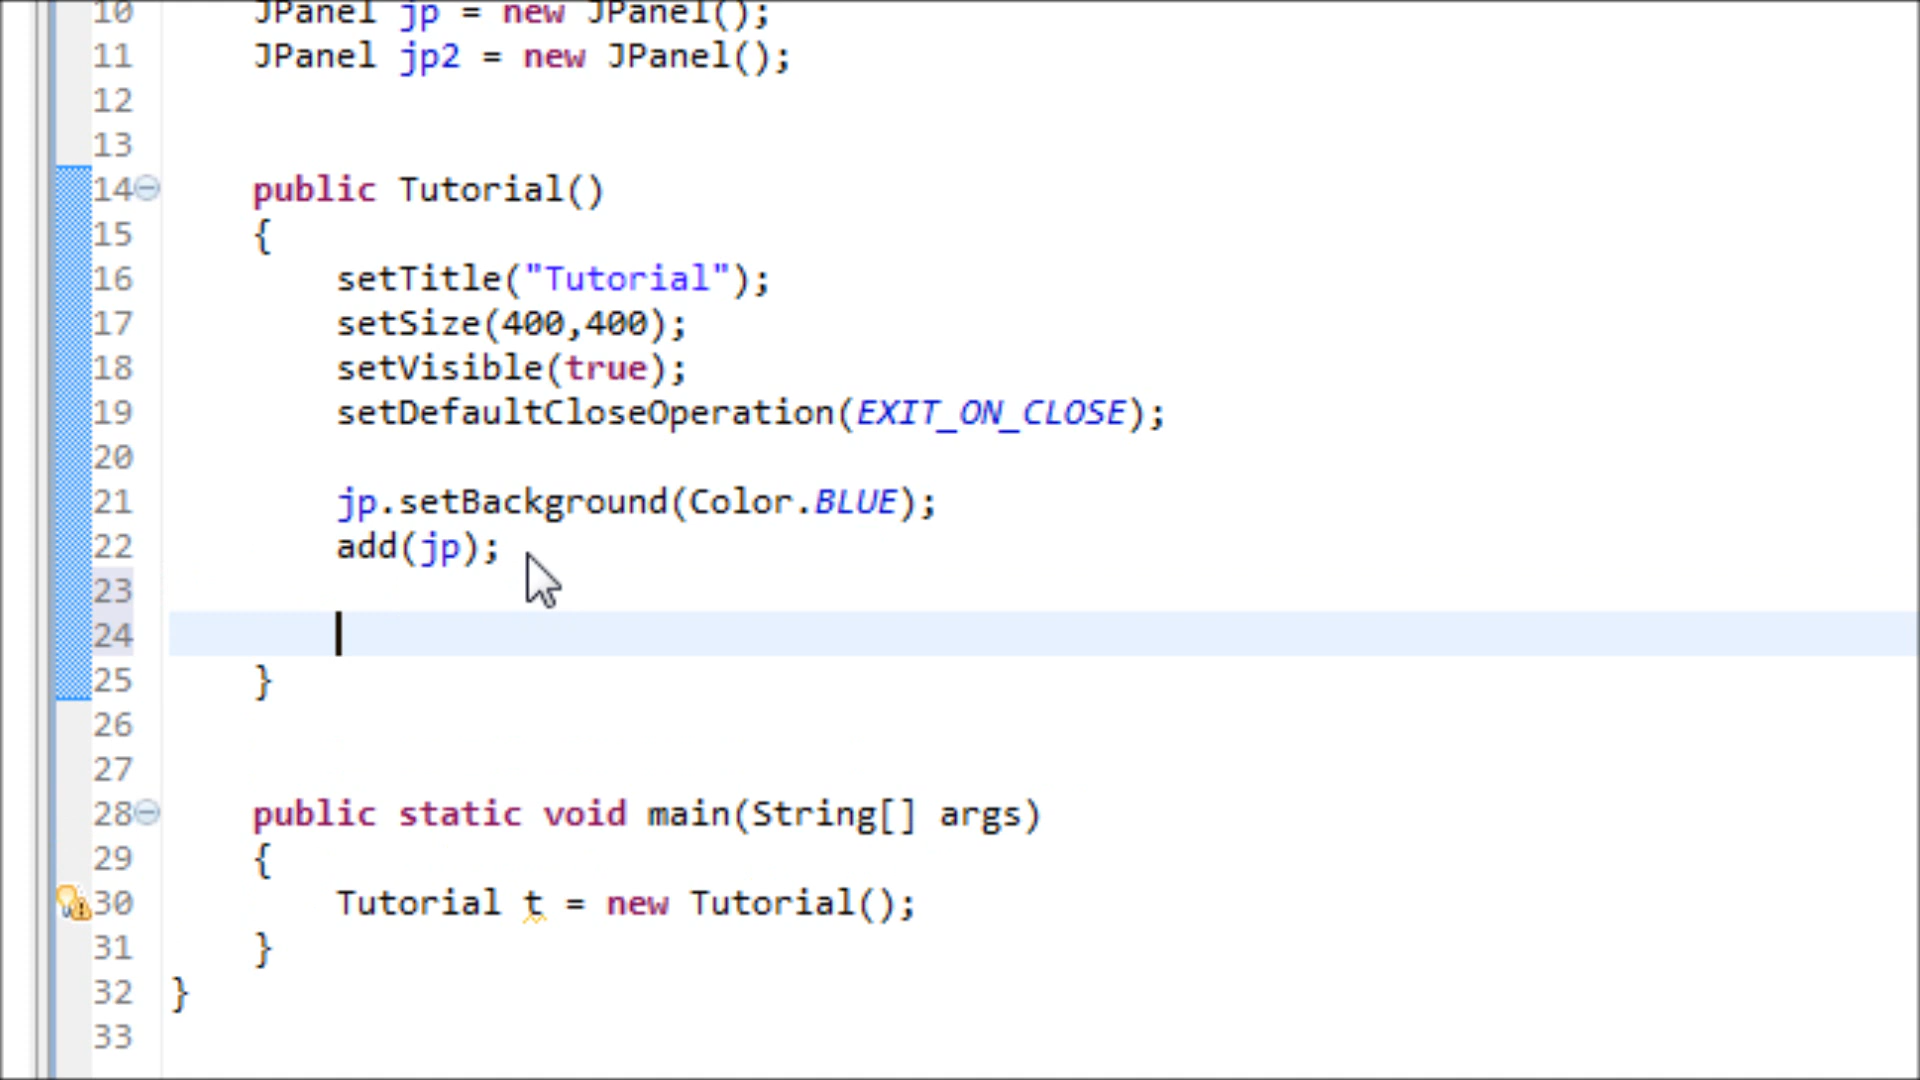 10 JPanel jp = new JPanel();
11 JPanel jp2 = new JPanel();
12
13
14 public Tutorial()
15 {
16 setTitle("Tutorial");
17 setSize(400,400);
18 setVisible(true);
19 setDefaultCloseOperation(EXIT_ON_CLOSE);
20
21 jp.setBackground(Color.BLUE);
22 add(jp);
23
24
25 }
26
27
28 public static void main(String[] args)
29 {
30 Tutorial t = new Tutorial();
31 }
32 }
33